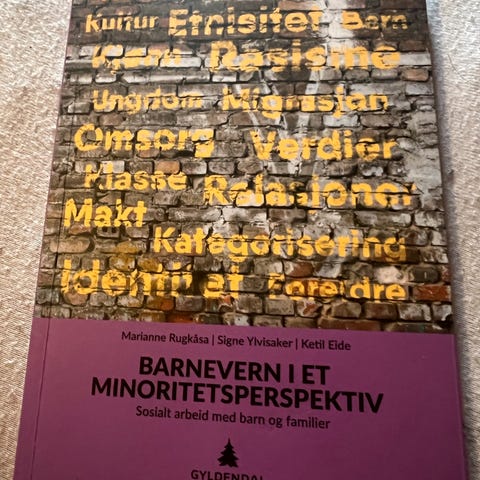 Kultur Etnisitet Barn
Kjønn Rasisme
Ungdom Migrasjon
Omsorg Verdier
Klasse Relasjoner
Makt
Kategorisering
Identitet Foreldre
Marianne Rugkåsa | Signe Ylvisaker | Ketil Eide
BARNEVERN I ET
MINORITETSPERSPEKTIV
Sosialt arbeid med barn og familier
GYLDENDAL